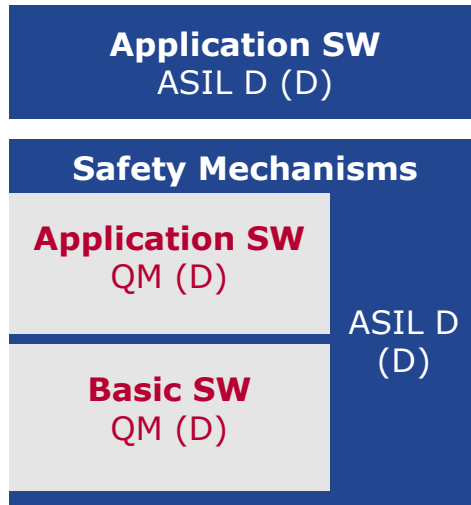 Application SW
ASIL D (D)
Safety Mechanisms
Application SW
QM (D)
ASIL D
(D)
Basic SW
QM (D)